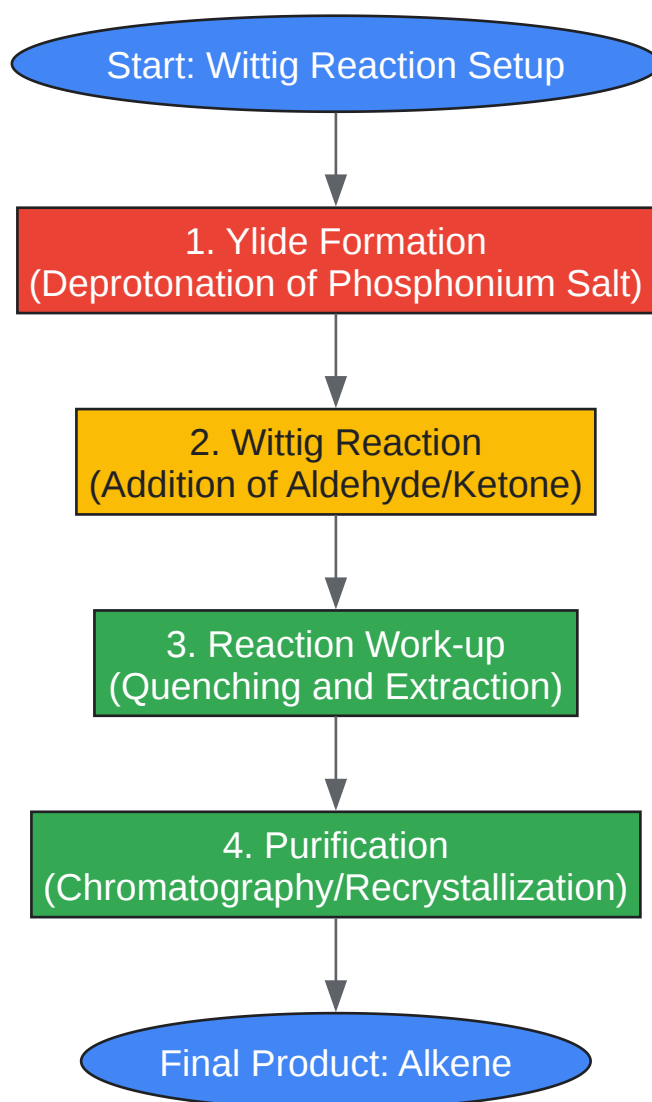 Start: Wittig Reaction Setup
1. Ylide Formation
(Deprotonation of Phosphonium Salt)
2. Wittig Reaction
(Addition of Aldehyde/Ketone)
3. Reaction Work-up
(Quenching and Extraction)
4. Purification
(Chromatography/Recrystallization)
Final Product: Alkene